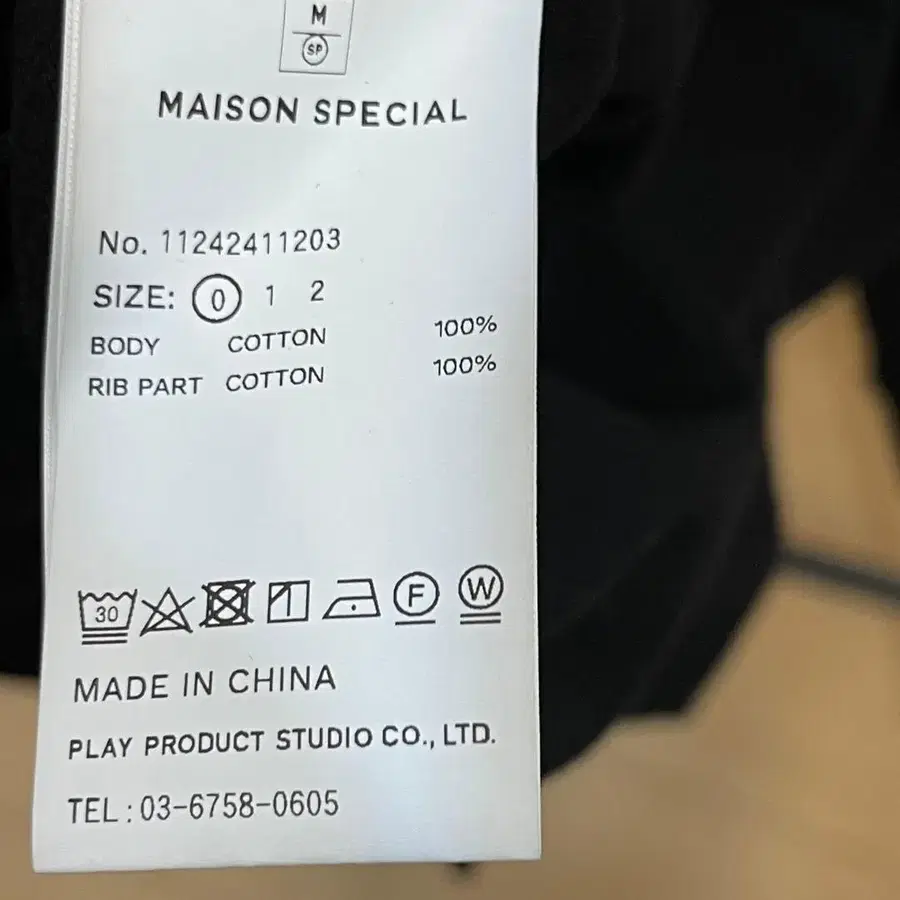 M
SP
MAISON SPECIAL
No. 11242411203
SIZE: 0 1 2
BODY COTTON 100%
RIB PART COTTON 100%
30 F W
MADE IN CHINA
PLAY PRODUCT STUDIO CO., LTD.
TEL : 03-6758-0605